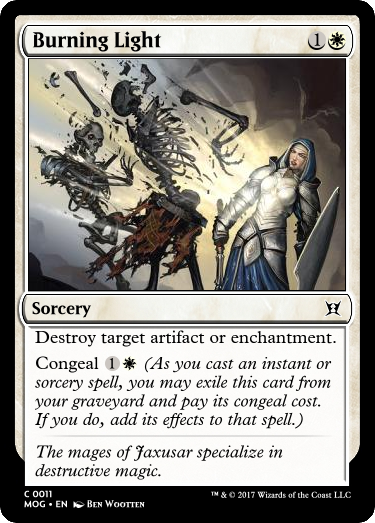 Burning Light 1
Sorcery
Destroy target artifact or enchantment.
Congeal 1 (As you cast an instant or
sorcery spell, you may exile this card from
your graveyard and pay its congeal cost.
If you do, add its effects to that spell.)
The mages of Jaxusar specialize in
destructive magic.
C 0011
MOG • EN Ben Wootten
™ & © 2017 Wizards of the Coast LLC